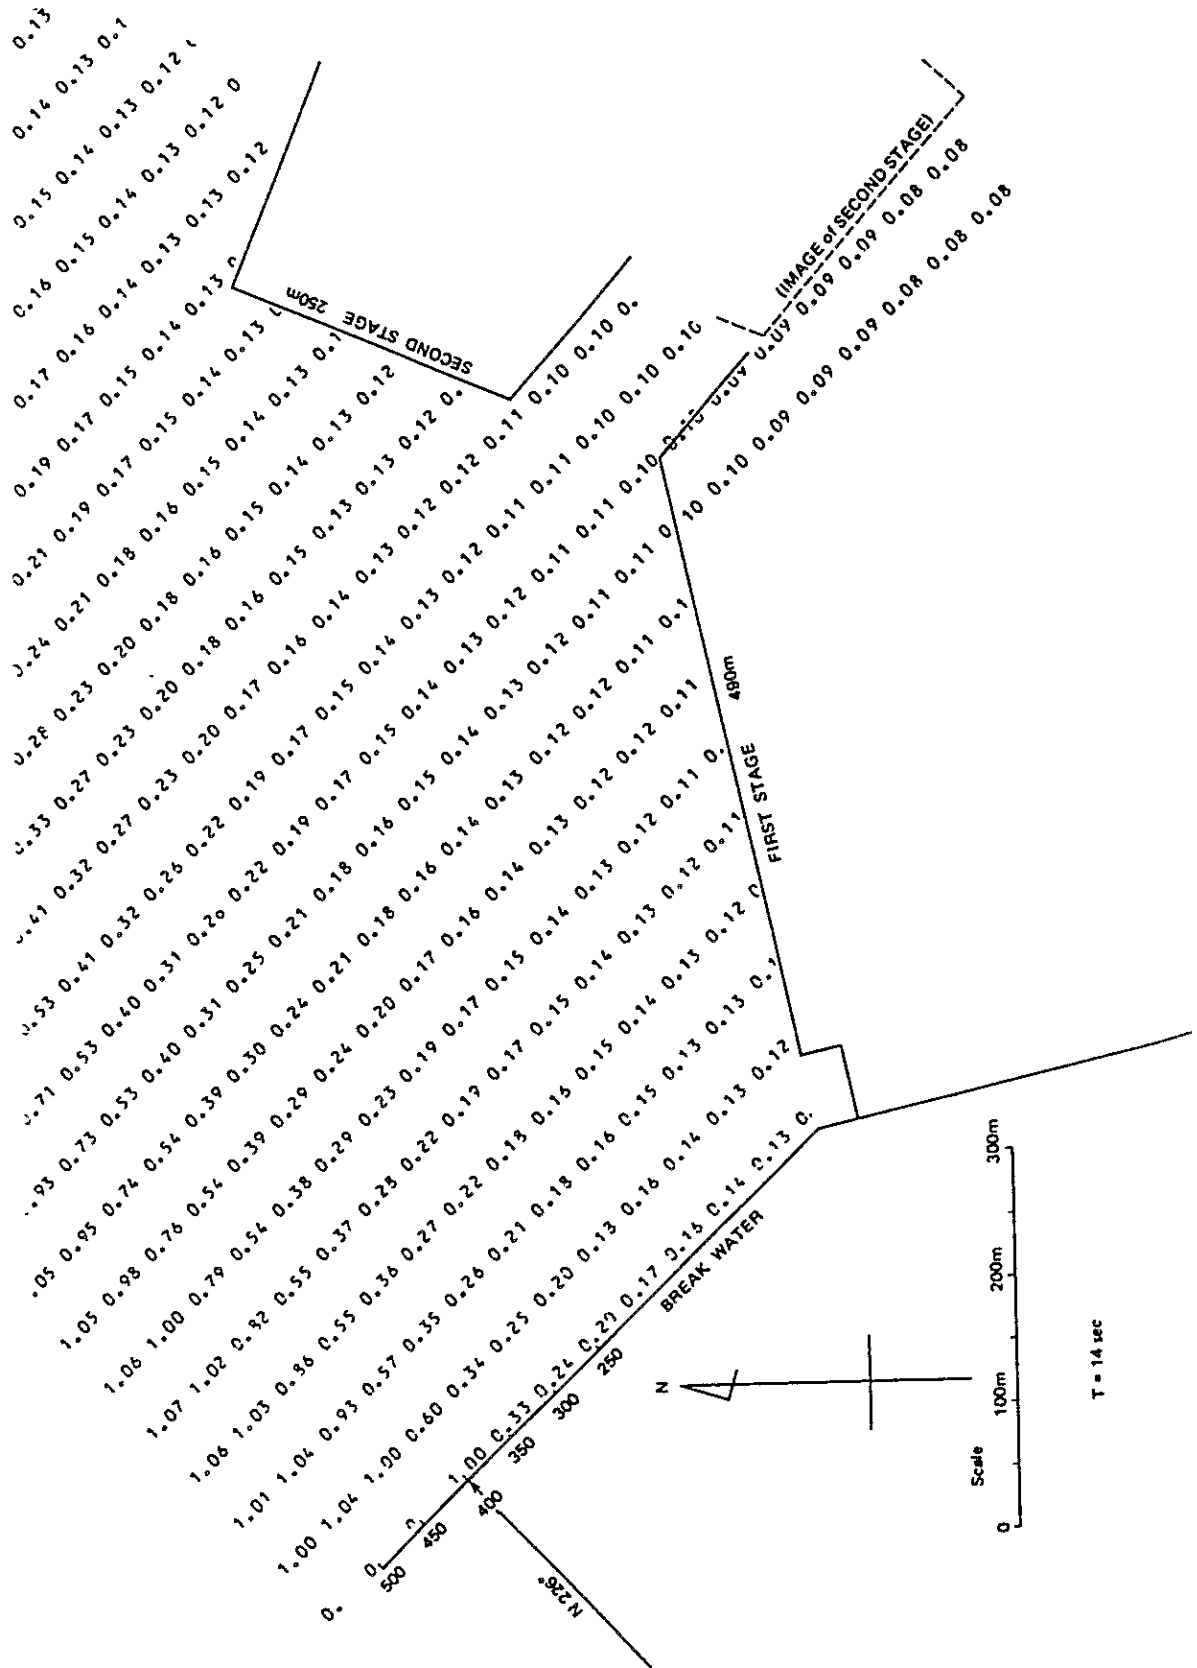 0.13
0.14 0.13 0.1
0.15 0.14 0.13 0.12
0.16 0.15 0.14 0.13 0.12 0
0.17 0.16 0.14 0.13 0.13 0.12
0.19 0.17 0.15 0.14 0.13
0.21 0.19 0.17 0.15 0.14 0.13
0.24 0.21 0.18 0.16 0.15 0.14 0.13 0.1
0.28 0.23 0.20 0.18 0.16 0.15 0.14 0.13 0.12
0.33 0.27 0.23 0.20 0.18 0.16 0.15 0.13 0.13 0.12 0.
0.41 0.32 0.27 0.23 0.20 0.17 0.16 0.14 0.13 0.12 0.12 0.11 0.10 0.10 0.
0.53 0.41 0.32 0.26 0.22 0.19 0.17 0.15 0.14 0.13 0.12 0.11 0.11 0.10 0.10 0.10
0.71 0.53 0.40 0.31 0.26 0.22 0.19 0.17 0.15 0.14 0.13 0.12 0.11 0.11 0.10 0.10 0.09 0.09 0.09 0.09 0.08 0.08
.93 0.73 0.53 0.40 0.31 0.25 0.21 0.18 0.16 0.15 0.14 0.13 0.12 0.11 0.11 0.10 0.10 0.09 0.09 0.09 0.08 0.08 0.08
.05 0.95 0.74 0.54 0.39 0.30 0.24 0.21 0.18 0.16 0.14 0.13 0.12 0.12 0.11 0.1
1.05 0.98 0.76 0.54 0.39 0.29 0.24 0.20 0.17 0.16 0.14 0.13 0.12 0.12 0.11
1.06 1.00 0.79 0.54 0.38 0.29 0.23 0.19 0.17 0.15 0.14 0.13 0.12 0.11 0.
1.07 1.02 0.82 0.55 0.37 0.28 0.22 0.19 0.17 0.15 0.14 0.13 0.12 0.11
1.06 1.03 0.86 0.55 0.36 0.27 0.22 0.18 0.16 0.15 0.14 0.13 0.12 0
1.01 1.04 0.93 0.57 0.35 0.26 0.21 0.18 0.16 0.15 0.13 0.13 0.1
1.00 1.04 1.00 0.60 0.34 0.25 0.20 0.18 0.16 0.14 0.13 0.12
0. 0. 0. 1.00 0.33 0.24 0.20 0.17 0.16 0.14 0.13 0.
SECOND STAGE 250m
(IMAGE of SECOND STAGE)
FIRST STAGE 490m
BREAK WATER
500 450 400 350 300 250
N 226°
N
Scale
0 100m 200m 300m
T = 14 sec